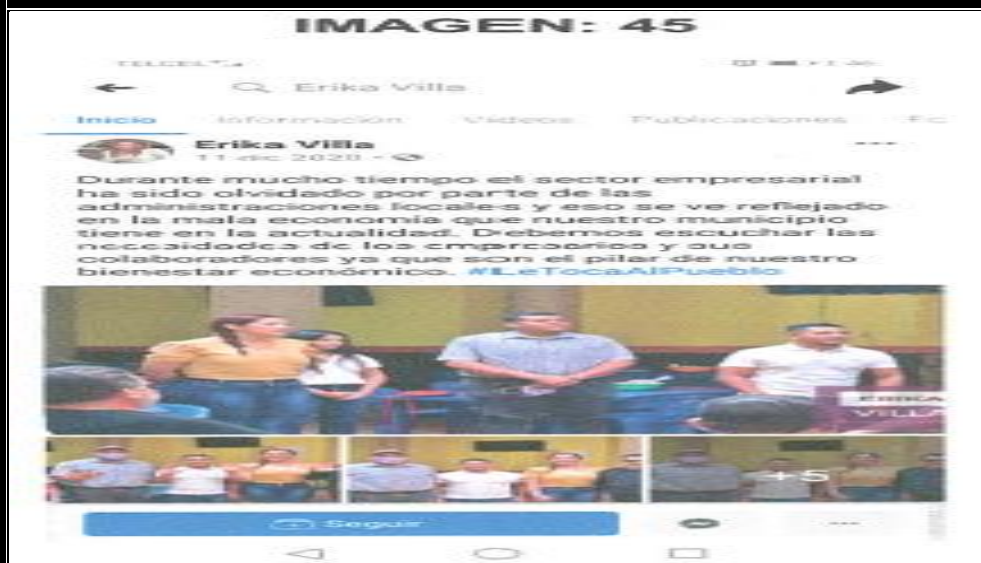 IMAGEN: 45
TELCEL
Erika Villa
Inicio Información Videos Publicaciones
Erika Villa
11 dic 2020
Durante mucho tiempo el sector empresarial
ha sido olvidado por parte de las
administraciones locales y eso se ve reflejado
en la mala economía que nuestro municipio
tiene en la actualidad. Debemos escuchar las
necesidades de los empresarios y sus
colaboradores ya que son el pilar de nuestro
bienestar económico. #LeTocaAlPueblo
ERIKA
VILLA
+5
Seguir